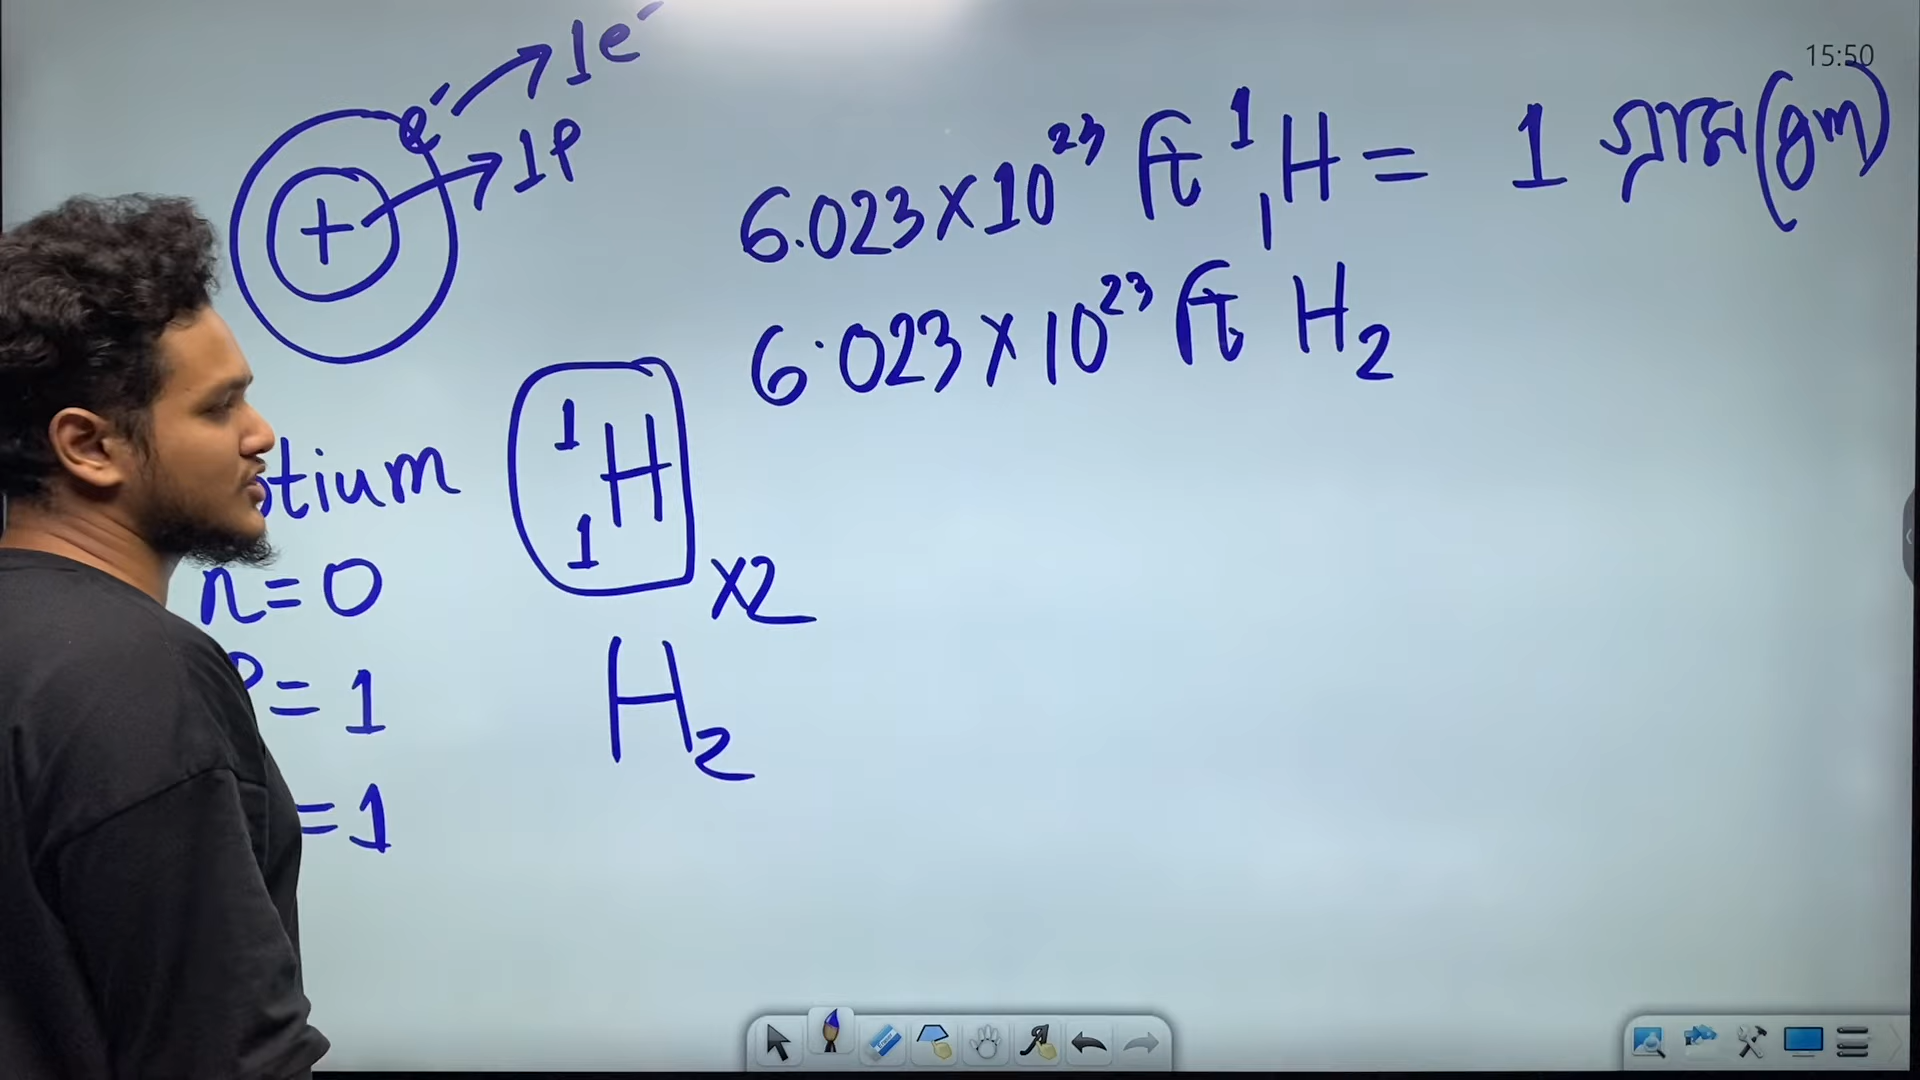 15:50
1e⁻
e⁻
1P
+
6.023×10²³ টি ¹₁H = 1 গ্রাম (gm)
6.023×10²³ টি H₂
¹₁H ×2
H₂
otium
n=0
P=1
=1